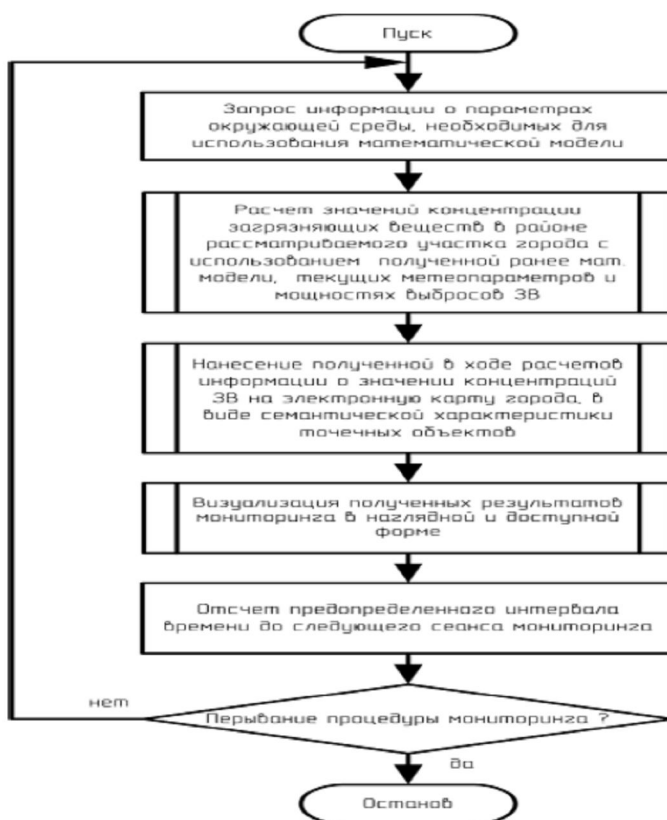 Пуск
Запрос информации о параметрах
окружающей среды, необходимых для
использования математической модели
Расчет значений концентрации
загрязняющих веществ в районе
рассматриваемого участка города с
использованием полученной ранее мат.
модели, текущих метеопараметров и
мощностях выбросов ЗВ
Нанесение полученной в ходе расчетов
информации о значении концентраций
ЗВ на электронную карту города, в
виде семантической характеристики
точечных объектов
Визуализация полученных результатов
мониторинга в наглядной и доступной
форме
Отсчет предопределенного интервала
времени до следующего сеанса мониторинга
нет
Перывание процедуры мониторинга ?
да
Останов